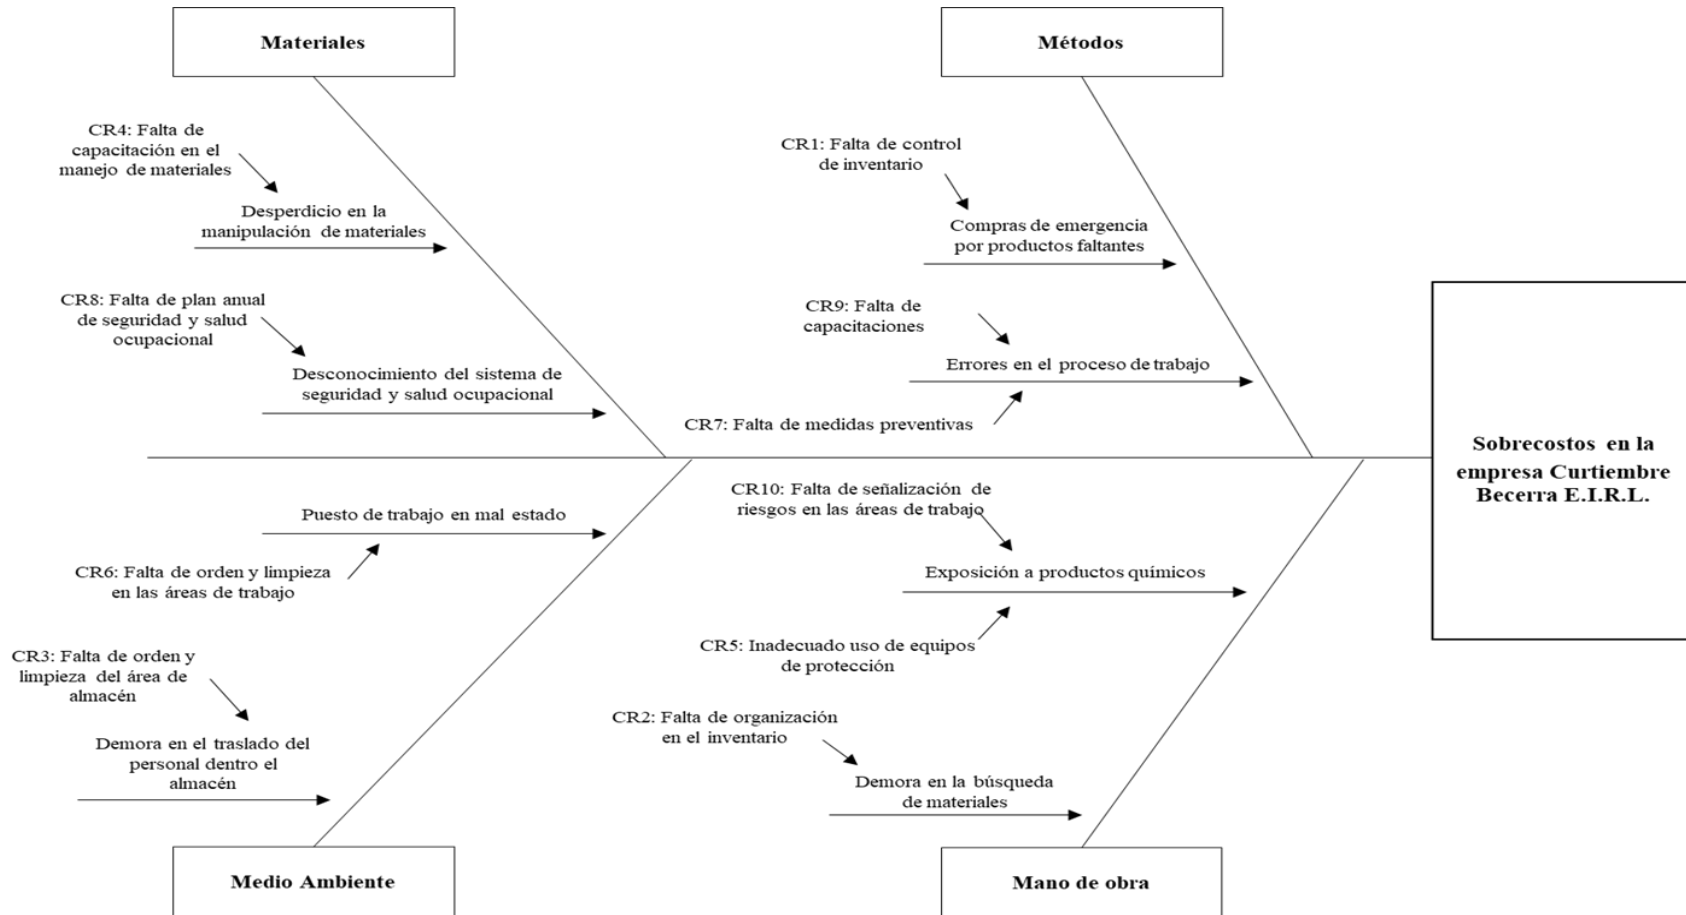 Materiales
Métodos
CR4: Falta de
capacitación en el
manejo de materiales
Desperdicio en la
manipulación de materiales
CR8: Falta de plan anual
de seguridad y salud
ocupacional
Desconocimiento del sistema de
seguridad y salud ocupacional
CR1: Falta de control
de inventario
Compras de emergencia
por productos faltantes
CR9: Falta de
capacitaciones
Errores en el proceso de trabajo
CR7: Falta de medidas preventivas
Sobrecostos en la
empresa Curtiembre
Becerra E.I.R.L.
Puesto de trabajo en mal estado
CR6: Falta de orden y limpieza
en las áreas de trabajo
CR3: Falta de orden y
limpieza del área de
almacén
Demora en el traslado del
personal dentro el
almacén
CR10: Falta de señalización de
riesgos en las áreas de trabajo
Exposición a productos químicos
CR5: Inadecuado uso de equipos
de protección
CR2: Falta de organización
en el inventario
Demora en la búsqueda
de materiales
Medio Ambiente
Mano de obra